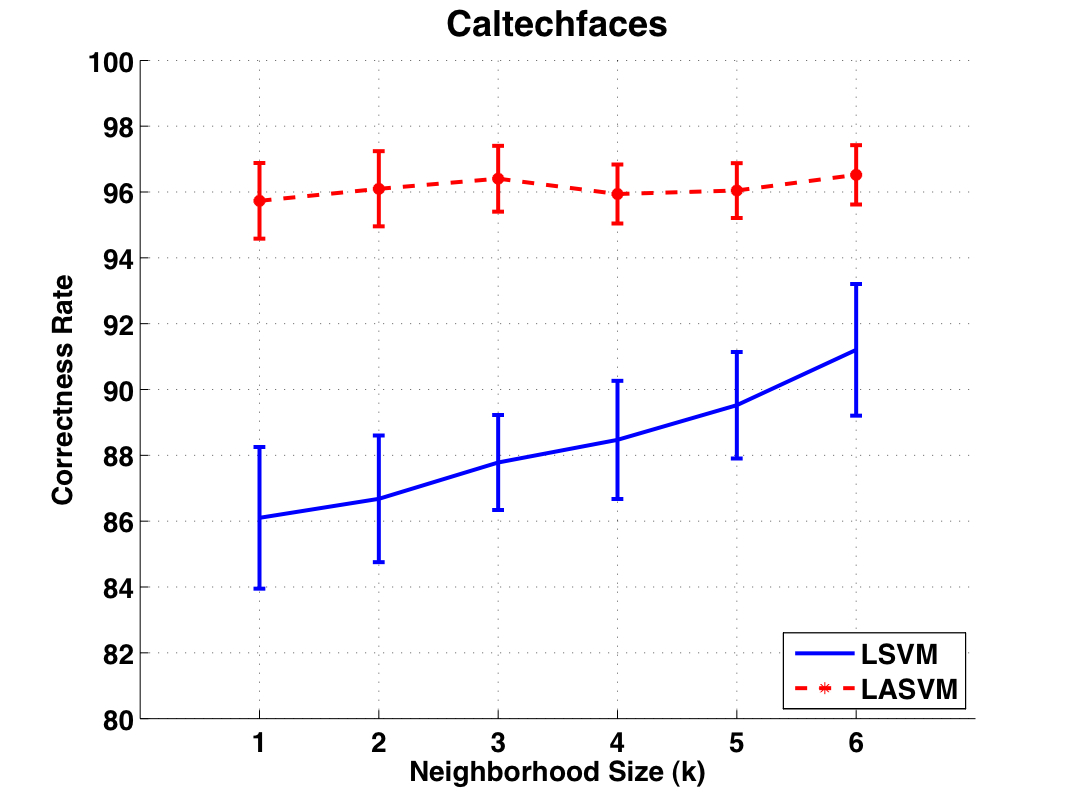 Caltechfaces
100
98
96
94
92
90
88
86
84
82
80
Correctness Rate
1 2 3 4 5 6
Neighborhood Size (k)
LSVM
LASVM